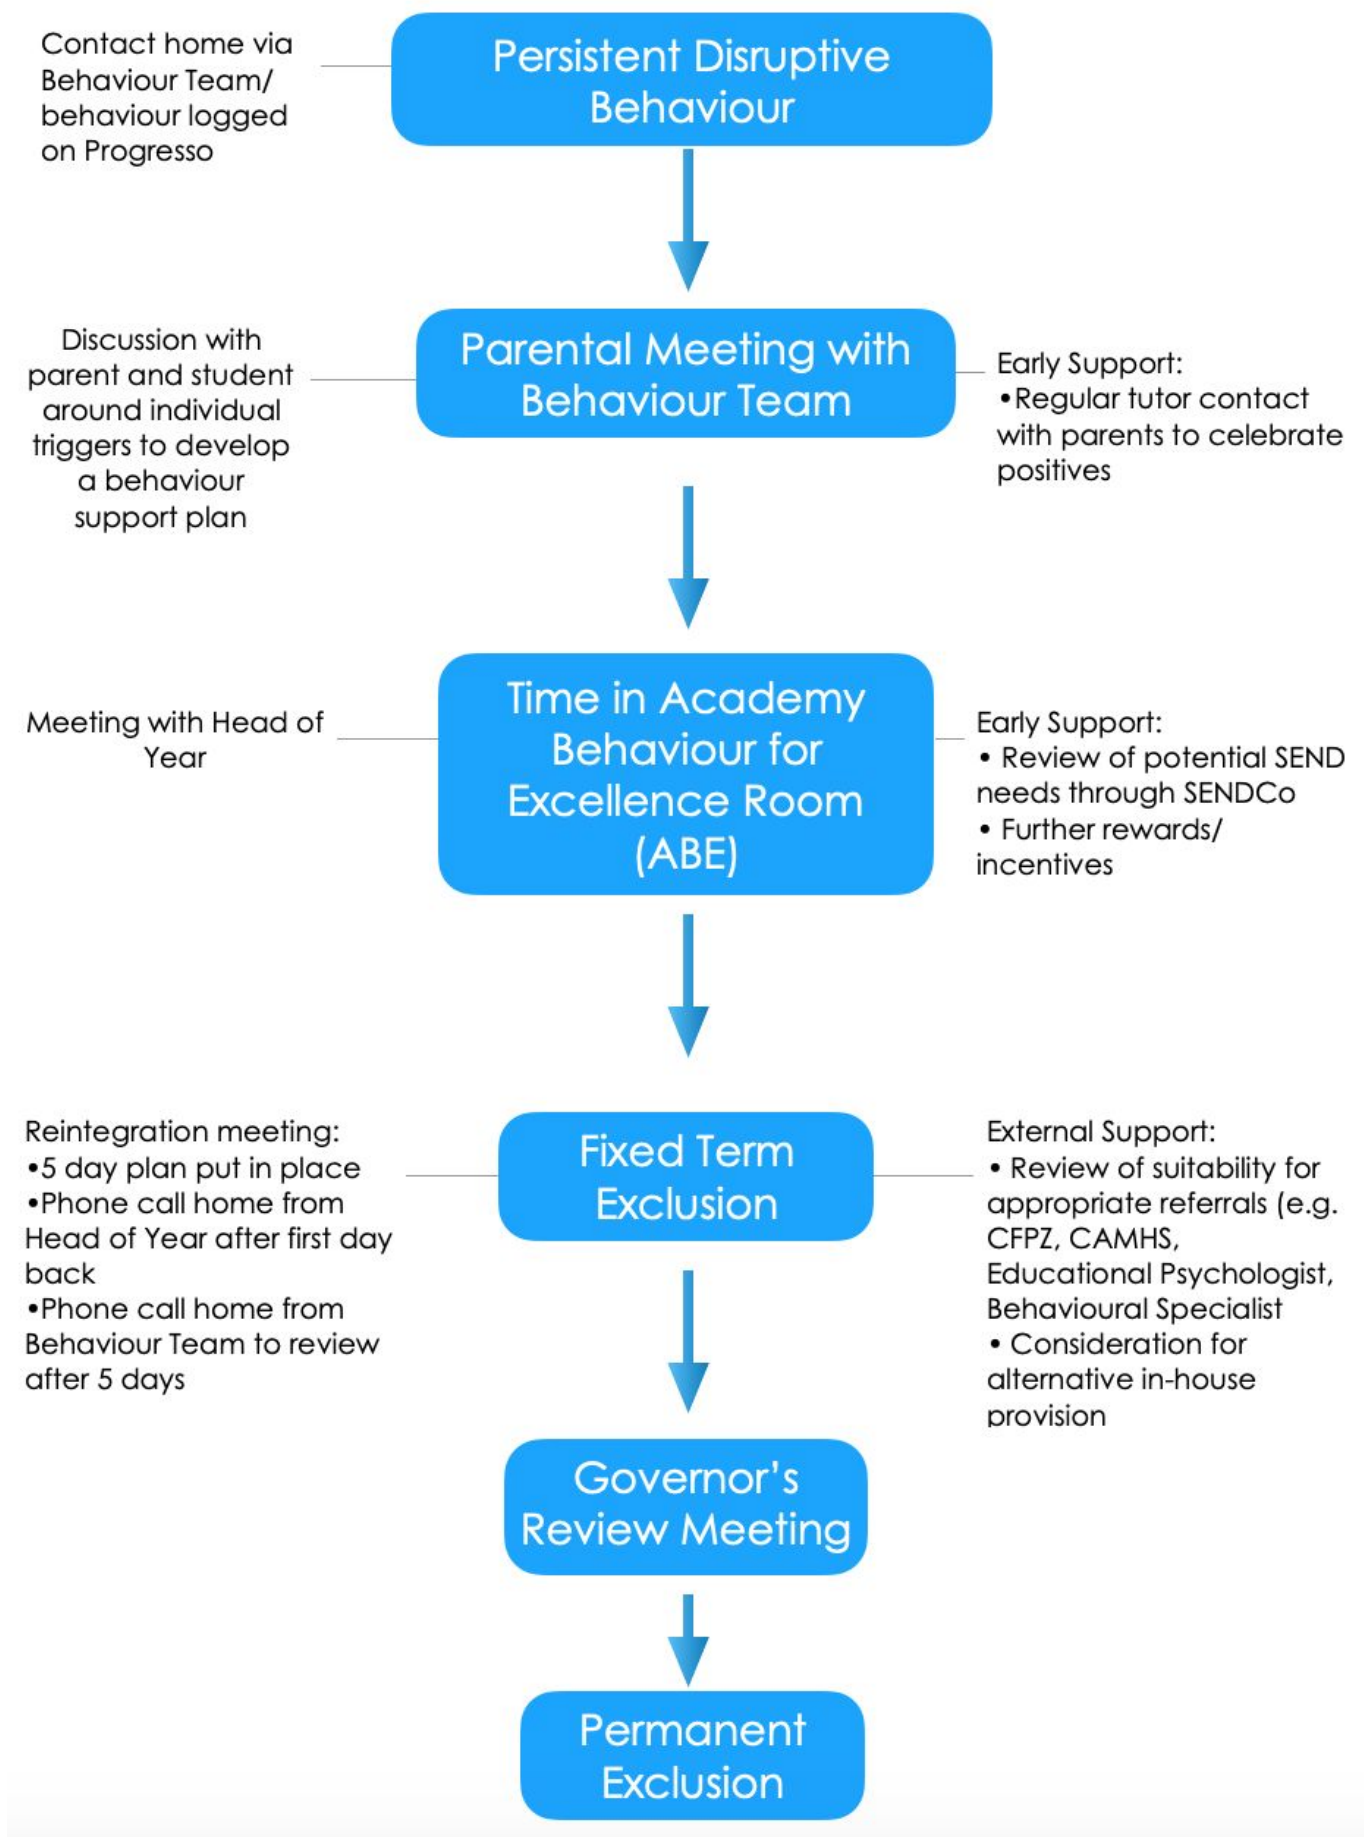 Contact home via
Behaviour Team/
behaviour logged
on Progresso
Persistent Disruptive
Behaviour
Discussion with
parent and student
around individual
triggers to develop
a behaviour
support plan
Parental Meeting with
Behaviour Team
Early Support:
•Regular tutor contact
with parents to celebrate
positives
Meeting with Head of
Year
Time in Academy
Behaviour for
Excellence Room
(ABE)
Early Support:
• Review of potential SEND
needs through SENDCo
• Further rewards/
incentives
Reintegration meeting:
•5 day plan put in place
•Phone call home from
Head of Year after first day
back
•Phone call home from
Behaviour Team to review
after 5 days
Fixed Term
Exclusion
External Support:
• Review of suitability for
appropriate referrals (e.g.
CFPZ, CAMHS,
Educational Psychologist,
Behavioural Specialist
• Consideration for
alternative in-house
provision
Governor’s
Review Meeting
Permanent
Exclusion